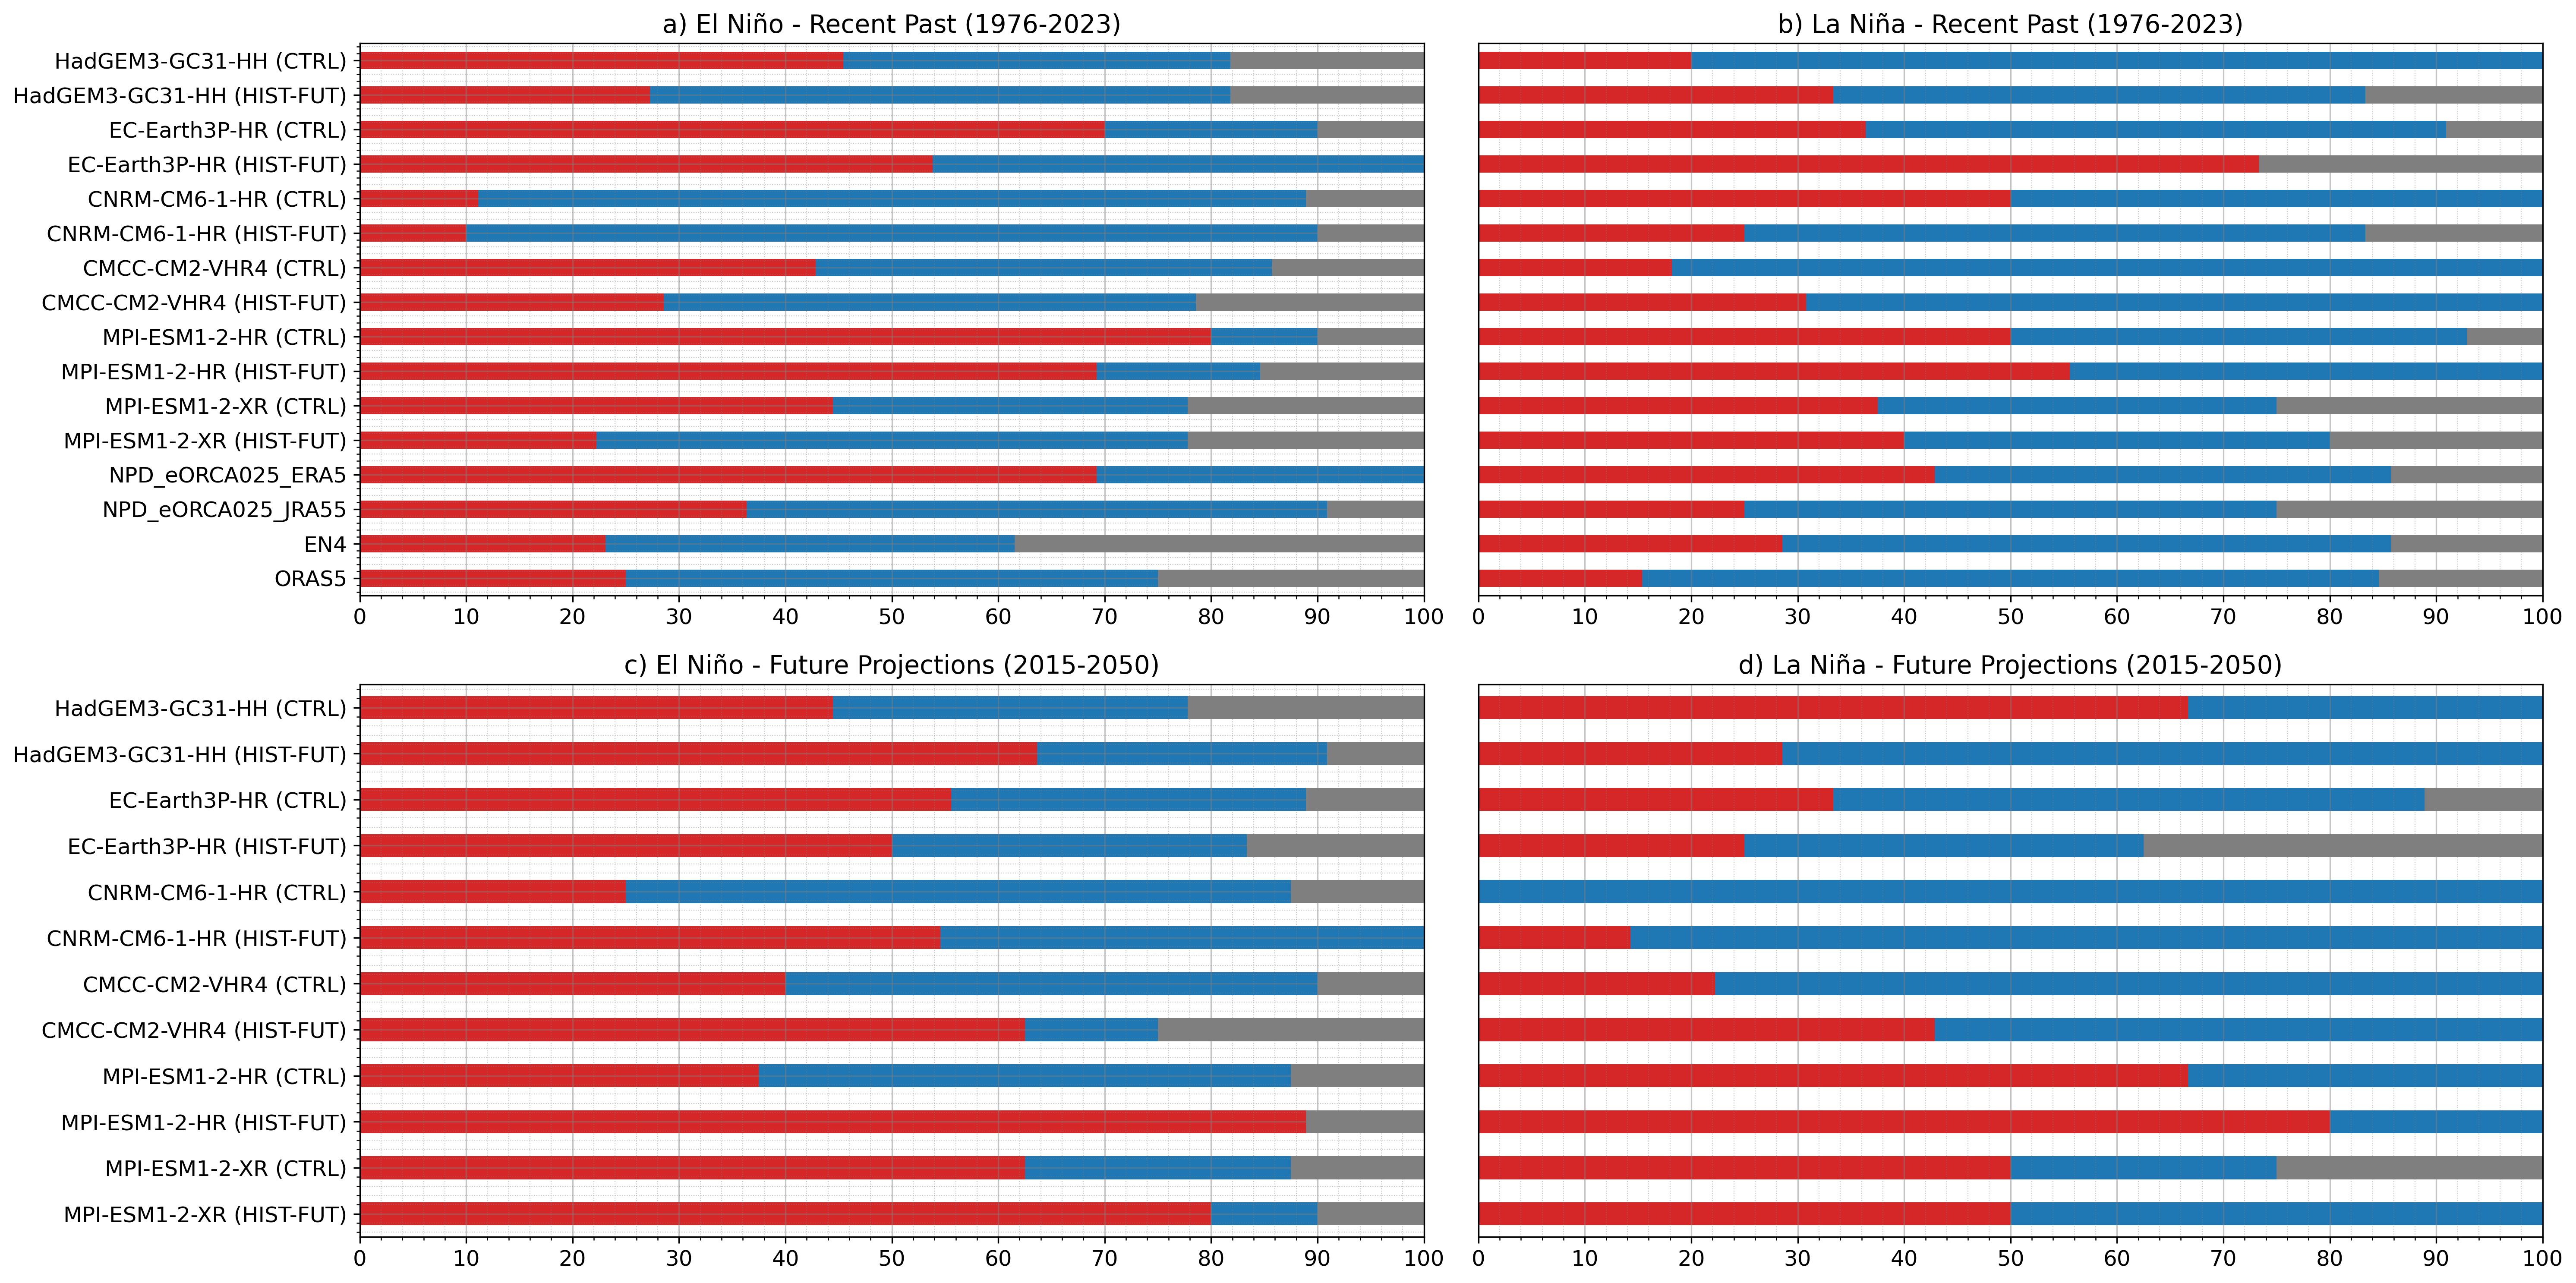 a) El Niño - Recent Past (1976-2023)
HadGEM3-GC31-HH (CTRL)
HadGEM3-GC31-HH (HIST-FUT)
EC-Earth3P-HR (CTRL)
EC-Earth3P-HR (HIST-FUT)
CNRM-CM6-1-HR (CTRL)
CNRM-CM6-1-HR (HIST-FUT)
CMCC-CM2-VHR4 (CTRL)
CMCC-CM2-VHR4 (HIST-FUT)
MPI-ESM1-2-HR (CTRL)
MPI-ESM1-2-HR (HIST-FUT)
MPI-ESM1-2-XR (CTRL)
MPI-ESM1-2-XR (HIST-FUT)
NPD_eORCA025_ERA5
NPD_eORCA025_JRA55
EN4
ORAS5
0 10 20 30 40 50 60 70 80 90 100
b) La Niña - Recent Past (1976-2023)
0 10 20 30 40 50 60 70 80 90 100
c) El Niño - Future Projections (2015-2050)
HadGEM3-GC31-HH (CTRL)
HadGEM3-GC31-HH (HIST-FUT)
EC-Earth3P-HR (CTRL)
EC-Earth3P-HR (HIST-FUT)
CNRM-CM6-1-HR (CTRL)
CNRM-CM6-1-HR (HIST-FUT)
CMCC-CM2-VHR4 (CTRL)
CMCC-CM2-VHR4 (HIST-FUT)
MPI-ESM1-2-HR (CTRL)
MPI-ESM1-2-HR (HIST-FUT)
MPI-ESM1-2-XR (CTRL)
MPI-ESM1-2-XR (HIST-FUT)
0 10 20 30 40 50 60 70 80 90 100
d) La Niña - Future Projections (2015-2050)
0 10 20 30 40 50 60 70 80 90 100